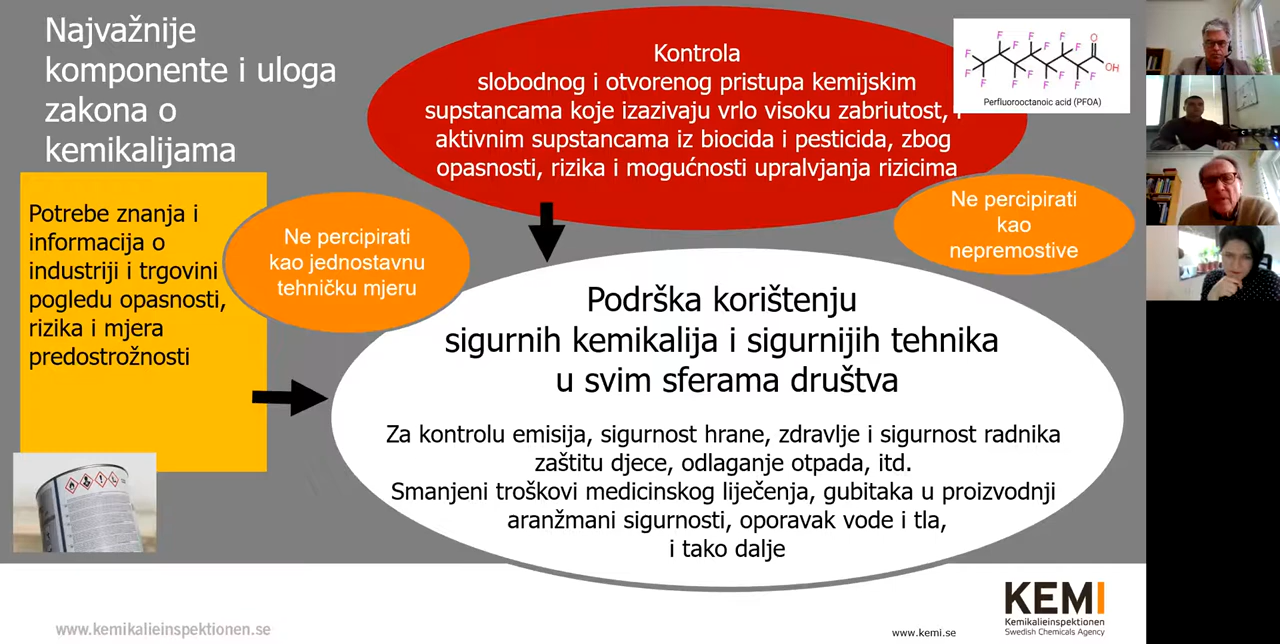 Najvažnije
komponente i uloga
zakona o
kemikalijama
Kontrola
slobodnog i otvorenog pristupa kemijskim
supstancama koje izazivaju vrlo visoku zabriutost, i
aktivnim supstancama iz biocida i pesticida, zbog
opasnosti, rizika i mogućnosti upralvjanja rizicima
F F F F F F F F F F F F F F F O OH
Perfluorooctanoic acid (PFOA)
Potrebe znanja i
informacija o
industriji i trgovini
pogledu opasnosti,
rizika i mjera
predostrožnosti
Ne percipirati
kao jednostavnu
tehničku mjeru
Ne percipirati
kao
nepremostive
Podrška korištenju
sigurnih kemikalija i sigurnijih tehnika
u svim sferama društva
Za kontrolu emisija, sigurnost hrane, zdravlje i sigurnost radnika
zaštitu djece, odlaganje otpada, itd.
Smanjeni troškovi medicinskog liječenja, gubitaka u proizvodnji
aranžmani sigurnosti, oporavak vode i tla,
i tako dalje
www.kemikalieinspektionen.se
www.kemi.se
KEMI
Kemikalieinspektionen
Swedish Chemicals Agency